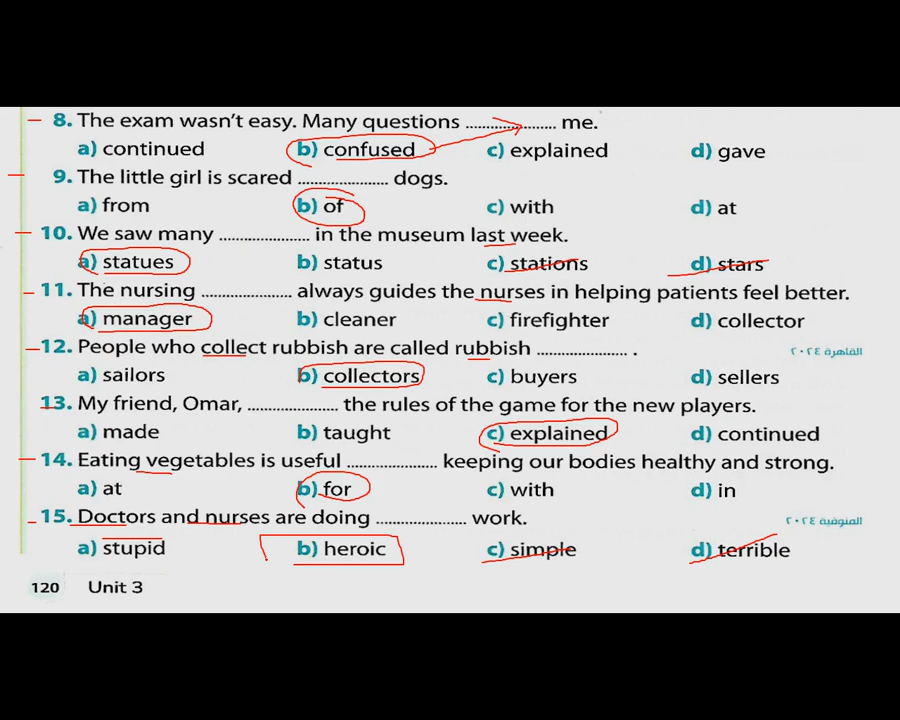 8. The exam wasn't easy. Many questions ...................... me.
a) continued b) confused c) explained d) gave
9. The little girl is scared ...................... dogs.
a) from b) of c) with d) at
10. We saw many ...................... in the museum last week.
a) statues b) status c) stations d) stars
11. The nursing ...................... always guides the nurses in helping patients feel better.
a) manager b) cleaner c) firefighter d) collector
12. People who collect rubbish are called rubbish ...................... . القاهرة ٢٠٢٤
a) sailors b) collectors c) buyers d) sellers
13. My friend, Omar, ...................... the rules of the game for the new players.
a) made b) taught c) explained d) continued
14. Eating vegetables is useful ...................... keeping our bodies healthy and strong.
a) at b) for c) with d) in
15. Doctors and nurses are doing ...................... work. المنوفية ٢٠٢٤
a) stupid b) heroic c) simple d) terrible
120 Unit 3